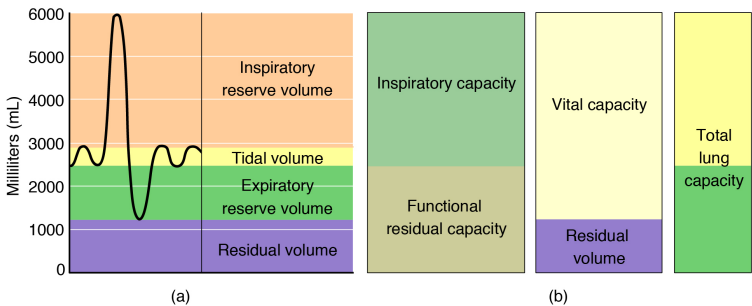 Milliliters (mL)
6000
5000
4000
3000
2000
1000
0
Inspiratory
reserve volume
Tidal volume
Expiratory
reserve volume
Residual volume
(a)
Inspiratory capacity
Functional
residual capacity
Vital capacity
Residual
volume
Total
lung
capacity
(b)